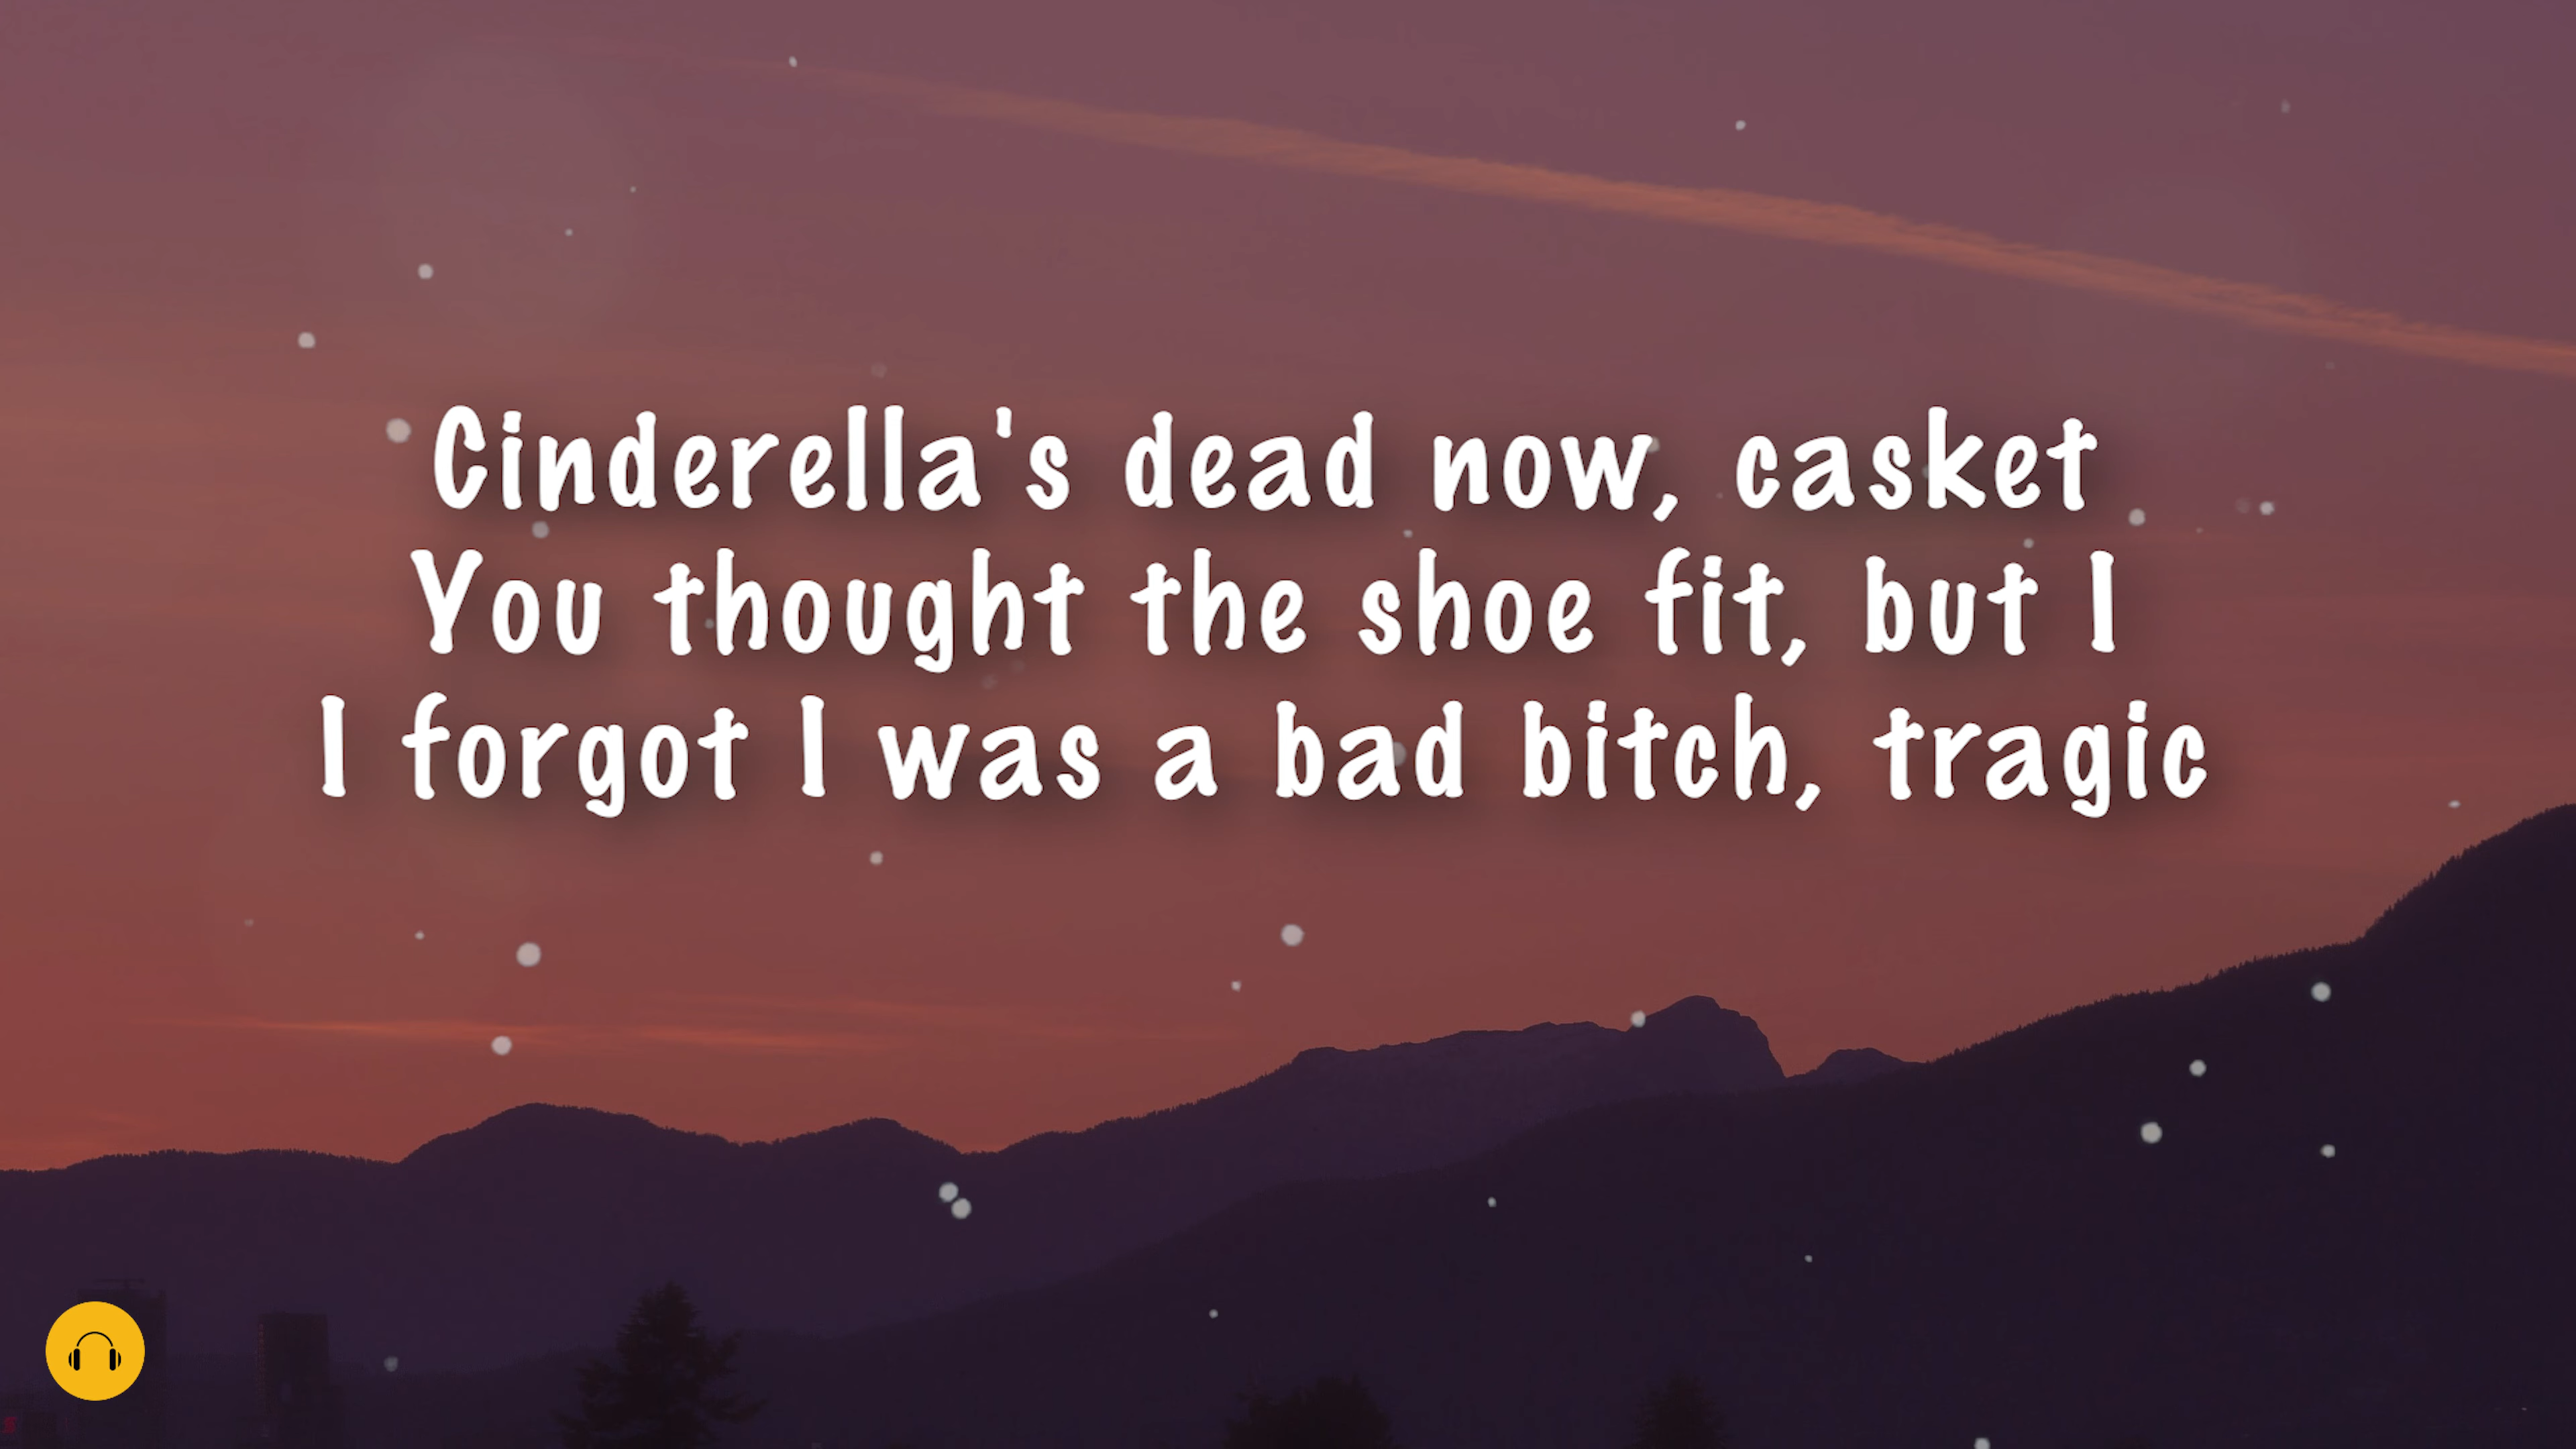 Cinderella's dead now, casket
You thought the shoe fit, but I
I forgot I was a bad bitch, tragic